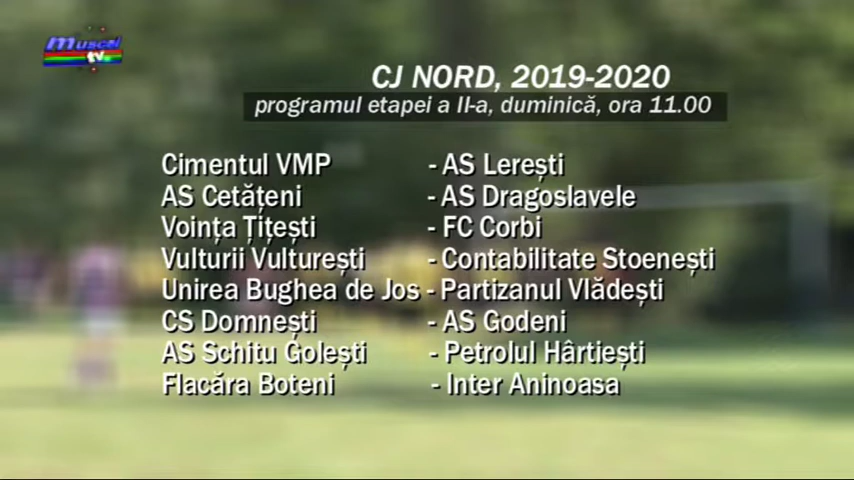 muscel
tv
CJ NORD, 2019-2020
programul etapei a II-a, duminică, ora 11.00
Cimentul VMP - AS Lerești
AS Cetățeni - AS Dragoslavele
Voința Țițești - FC Corbi
Vulturii Vulturești - Contabilitate Stoenești
Unirea Bughea de Jos - Partizanul Vlădești
CS Domnești - AS Godeni
AS Schitu Golești - Petrolul Hârtiești
Flacăra Boteni - Inter Aninoasa